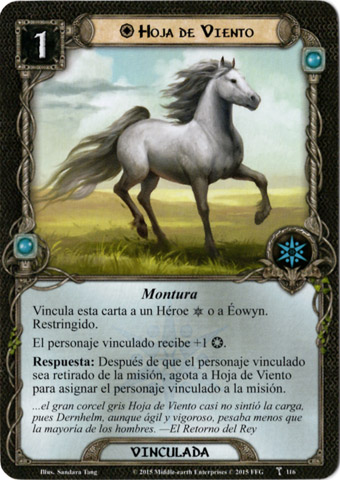 1
Hoja de Viento
Montura
Vincula esta carta a un Héroe o a Éowyn.
Restringido.
El personaje vinculado recibe +1
Respuesta: Después de que el personaje vinculado
sea retirado de la misión, agota a Hoja de Viento
para asignar el personaje vinculado a la misión.
...el gran corcel gris Hoja de Viento casi no sintió la carga,
pues Dernhelm, aunque ágil y vigoroso, pesaba menos que
la mayoría de los hombres. —El Retorno del Rey
VINCULADA
Illus. Sandara Tang © 2015 Middle-earth Enterprises © 2015 FFG 116